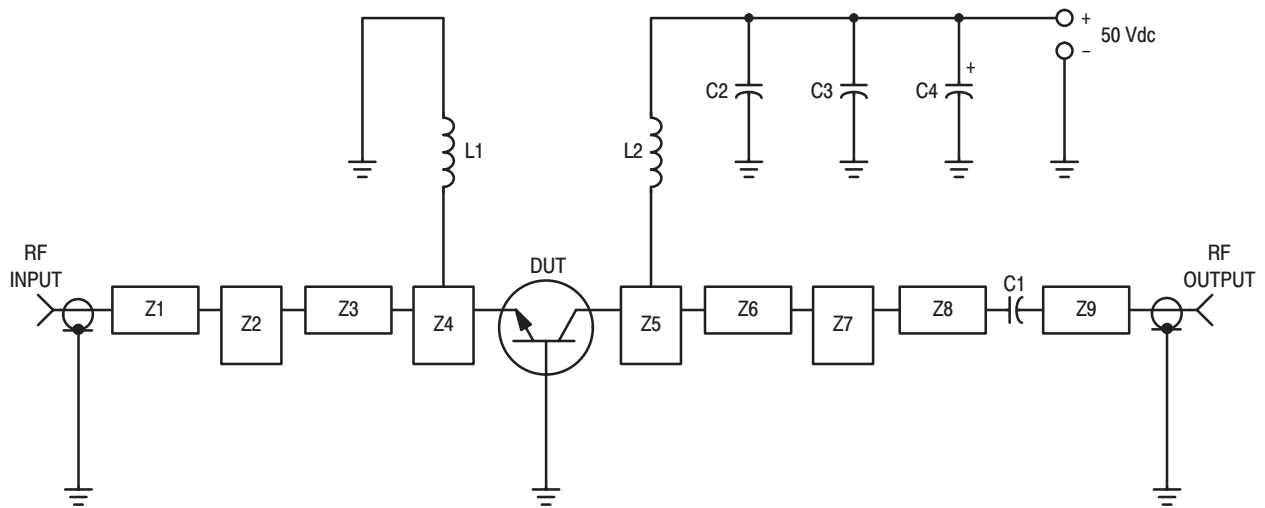 +
–
50 Vdc
C2
C3
C4
+
L1
L2
RF
INPUT
DUT
RF
OUTPUT
C1
Z1
Z2
Z3
Z4
Z5
Z6
Z7
Z8
Z9